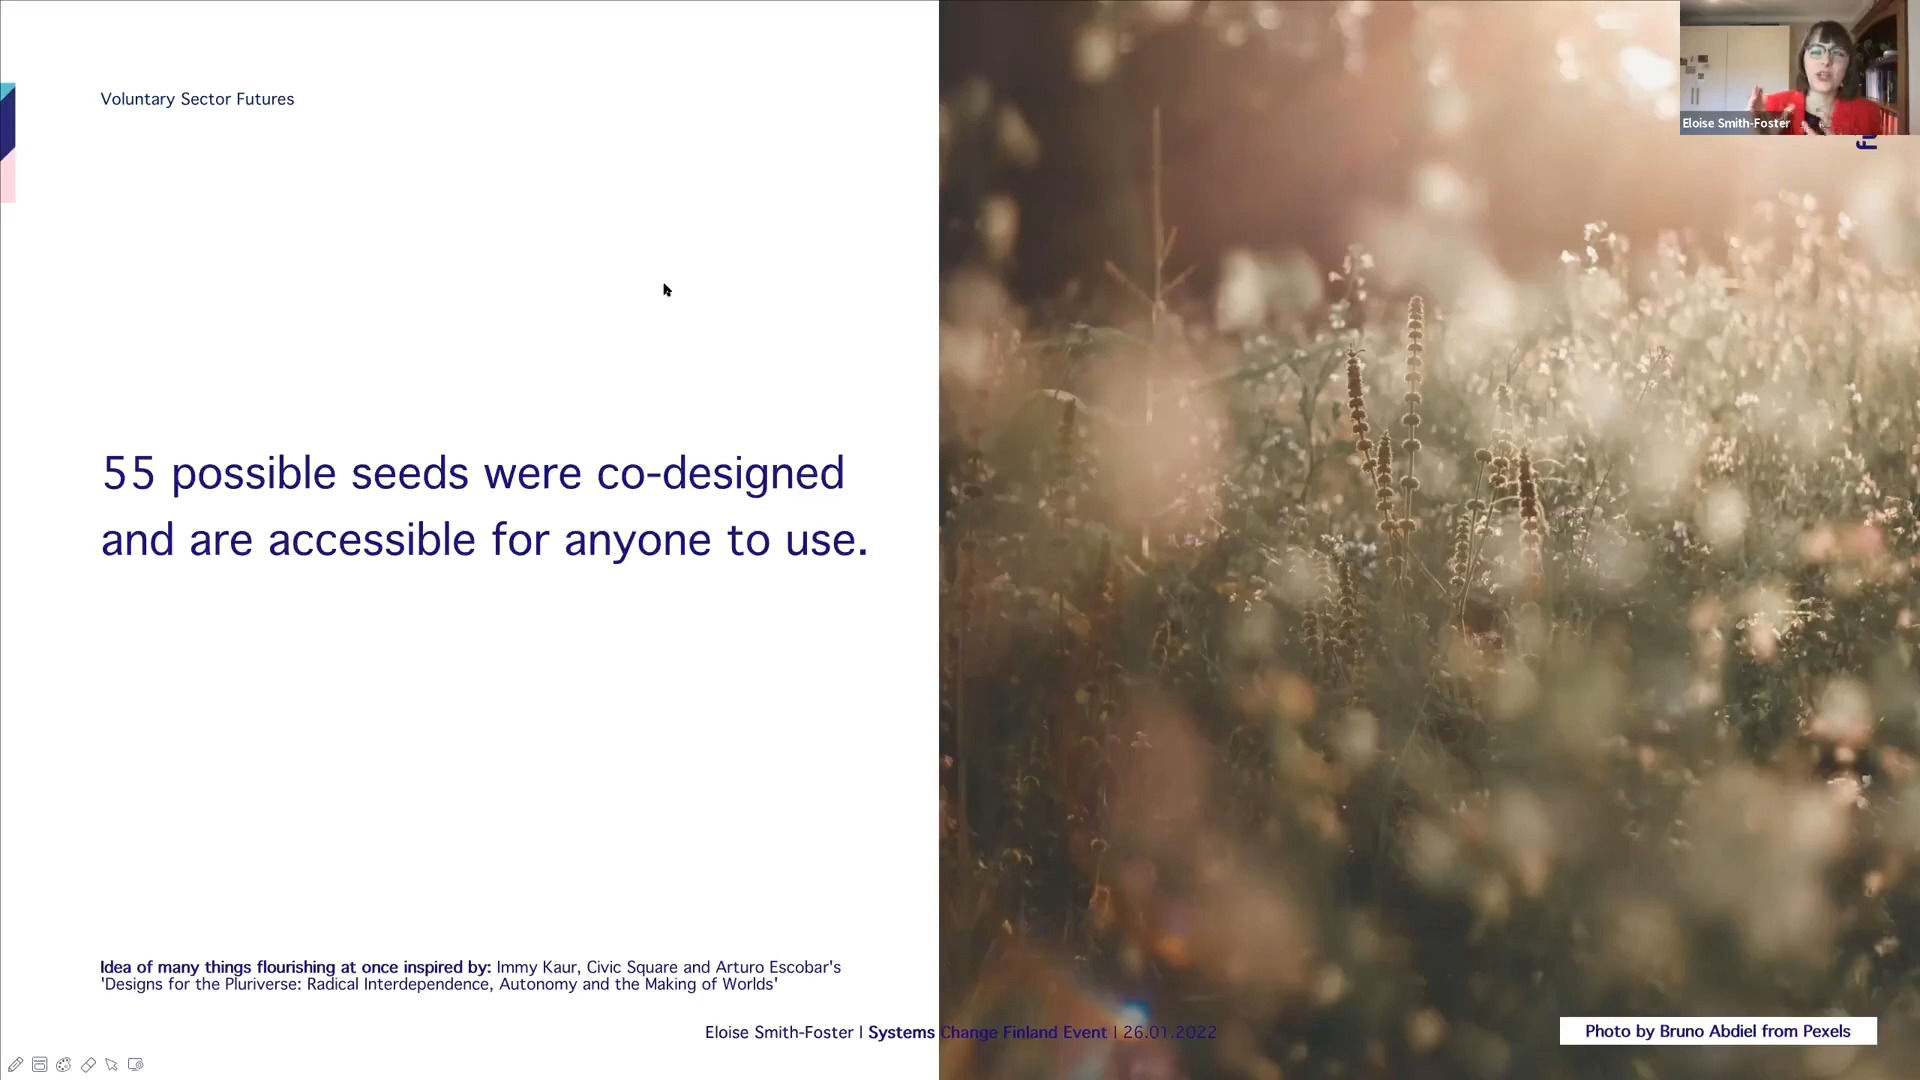 Voluntary Sector Futures
Eloise Smith-Foster
55 possible seeds were co-designed
and are accessible for anyone to use.
Idea of many things flourishing at once inspired by: Immy Kaur, Civic Square and Arturo Escobar's
'Designs for the Pluriverse: Radical Interdependence, Autonomy and the Making of Worlds'
Eloise Smith-Foster | Systems Change Finland Event | 26.01.2022
Photo by Bruno Abdiel from Pexels